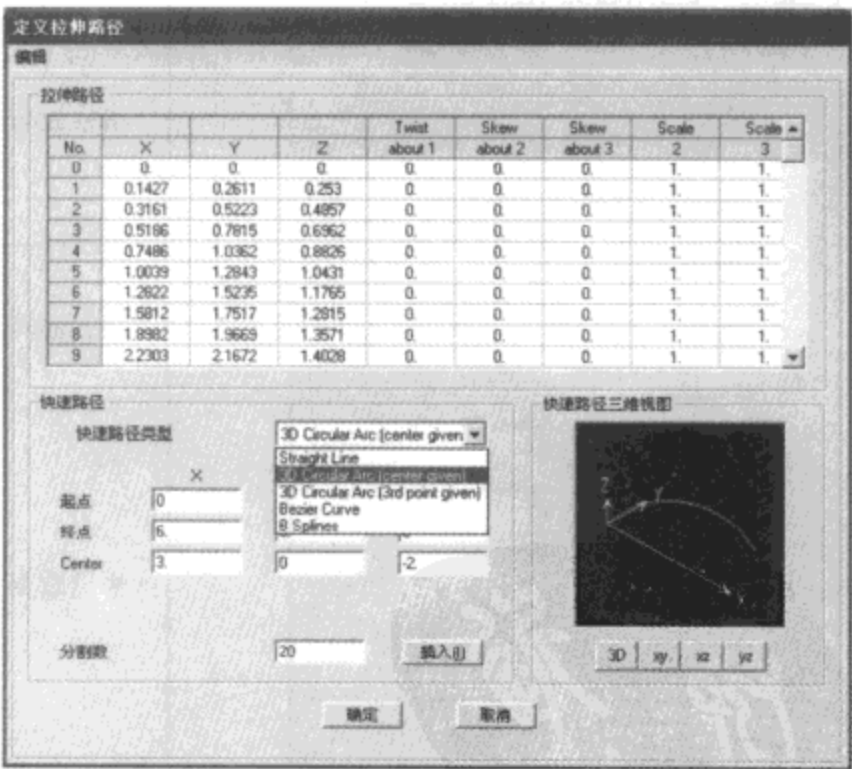 定义拉伸路径
编辑
拉伸路径
Twist Skew Skew Scale Scale
No. X Y Z about 1 about 2 about 3 2 3
0 0. 0. 0. 0. 0. 0. 1. 1.
1 0.1427 0.2611 0.253 0. 0. 0. 1. 1.
2 0.3161 0.5223 0.4857 0. 0. 0. 1. 1.
3 0.5186 0.7815 0.6962 0. 0. 0. 1. 1.
4 0.7486 1.0362 0.8826 0. 0. 0. 1. 1.
5 1.0039 1.2843 1.0431 0. 0. 0. 1. 1.
6 1.2822 1.5235 1.1765 0. 0. 0. 1. 1.
7 1.5812 1.7517 1.2815 0. 0. 0. 1. 1.
8 1.8982 1.9669 1.3571 0. 0. 0. 1. 1.
9 2.2303 2.1672 1.4028 0. 0. 0. 1. 1.
快速路径
快速路径三维视图
快速路径类型 3D Circular Arc (center given
Straight Line
3D Circular Arc (center given)
3D Circular Arc (3rd point given)
Bezier Curve
B Splines
X
起点 0
终点 6.
Center 3. 0 -2.
Z Y
分割数 20 插入(I)
3D xy xz yz
确定 取消